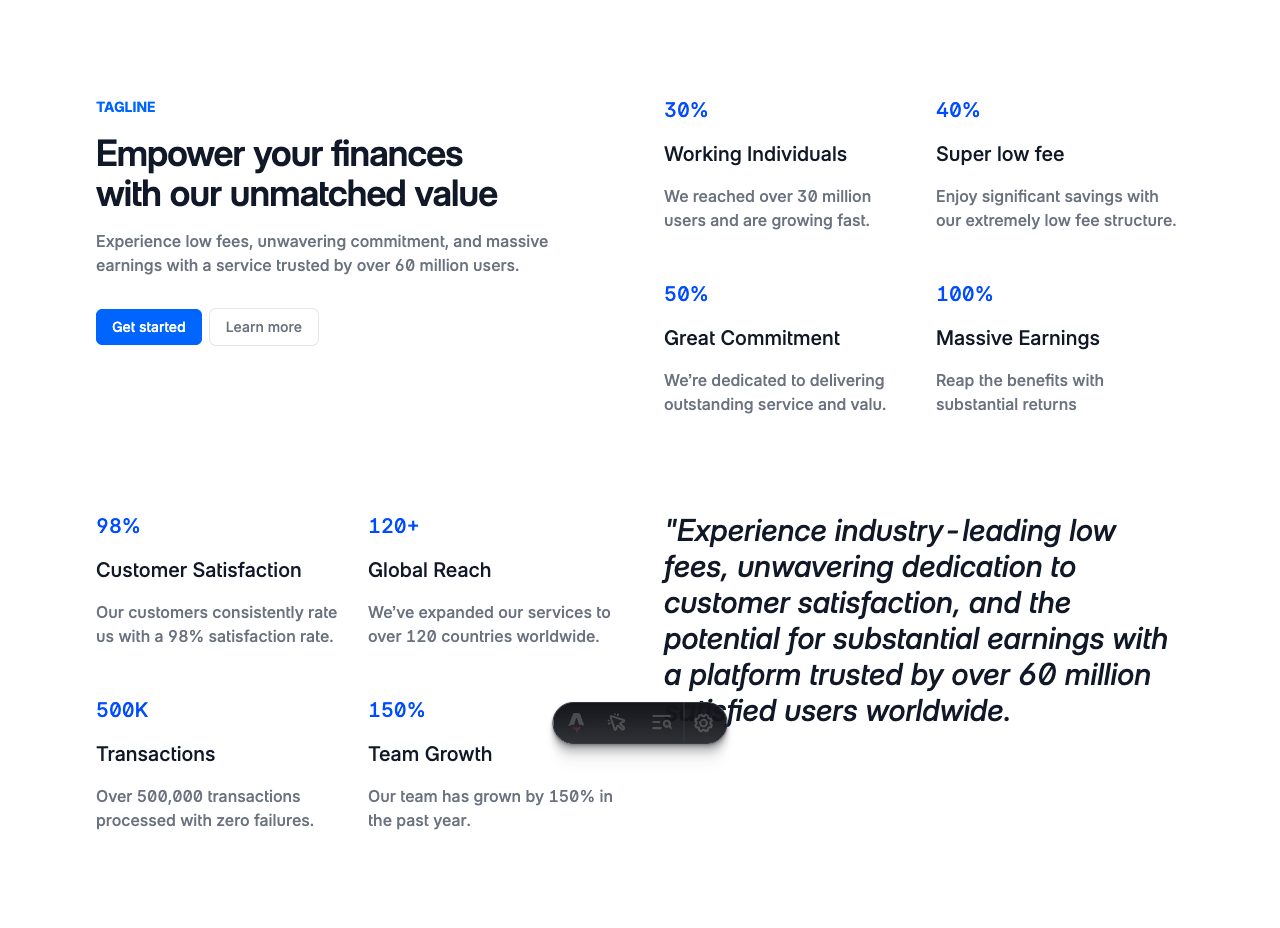 TAGLINE
Empower your finances
with our unmatched value
Experience low fees, unwavering commitment, and massive
earnings with a service trusted by over 60 million users.
Get started
Learn more
30%
Working Individuals
We reached over 30 million
users and are growing fast.
40%
Super low fee
Enjoy significant savings with
our extremely low fee structure.
50%
Great Commitment
We're dedicated to delivering
outstanding service and valu.
100%
Massive Earnings
Reap the benefits with
substantial returns
98%
Customer Satisfaction
Our customers consistently rate
us with a 98% satisfaction rate.
120+
Global Reach
We've expanded our services to
over 120 countries worldwide.
500K
Transactions
Over 500,000 transactions
processed with zero failures.
150%
Team Growth
Our team has grown by 150% in
the past year.
"Experience industry-leading low
fees, unwavering dedication to
customer satisfaction, and the
potential for substantial earnings with
a platform trusted by over 60 million
satisfied users worldwide.